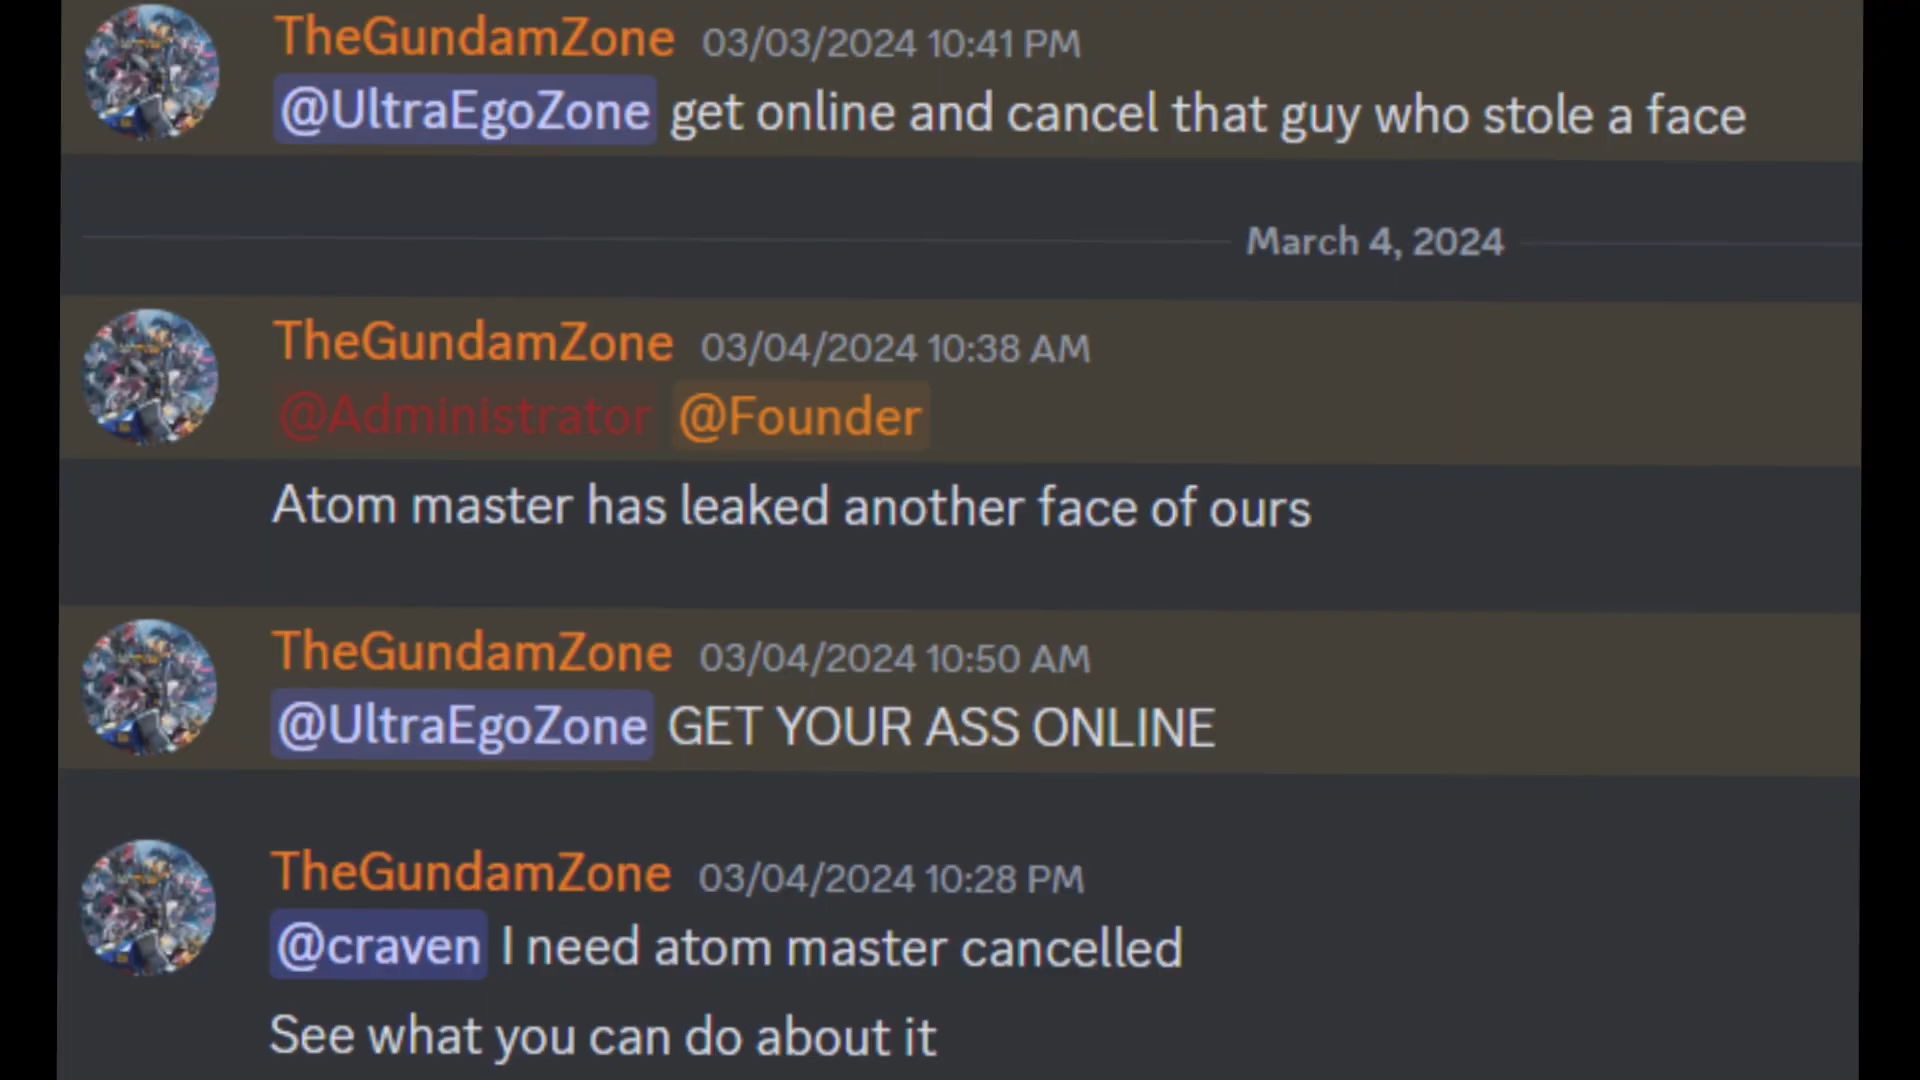 TheGundamZone 03/03/2024 10:41 PM
@UltraEgoZone get online and cancel that guy who stole a face
March 4, 2024
TheGundamZone 03/04/2024 10:38 AM
@Administrator @Founder
Atom master has leaked another face of ours
TheGundamZone 03/04/2024 10:50 AM
@UltraEgoZone GET YOUR ASS ONLINE
TheGundamZone 03/04/2024 10:28 PM
@craven I need atom master cancelled
See what you can do about it